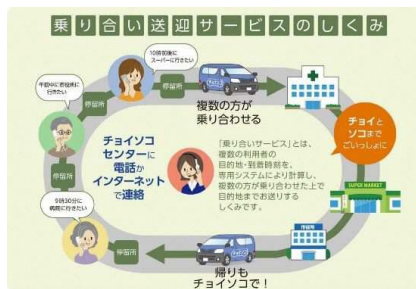 乗り合い送迎サービスのしくみ
10時前後に
スーパーに行きたい
停留所
複数の方が
乗り合わせる
行きたい
停留所
チョイと
ソコまで
ごいっしょに
チョイソコ
センターに
電話か
インターネット
で連絡
「乗り合いサービス」とは、
複数の利用者の
目的地・到着時刻を、
専用システムにより計算し、
複数の方が乗り合わせた上で
目的地までお送りする
しくみです。
停留所
SUPER MARKET
9時30分に
病院に行きたい
停留所
停留所
帰りも
チョイソコで!